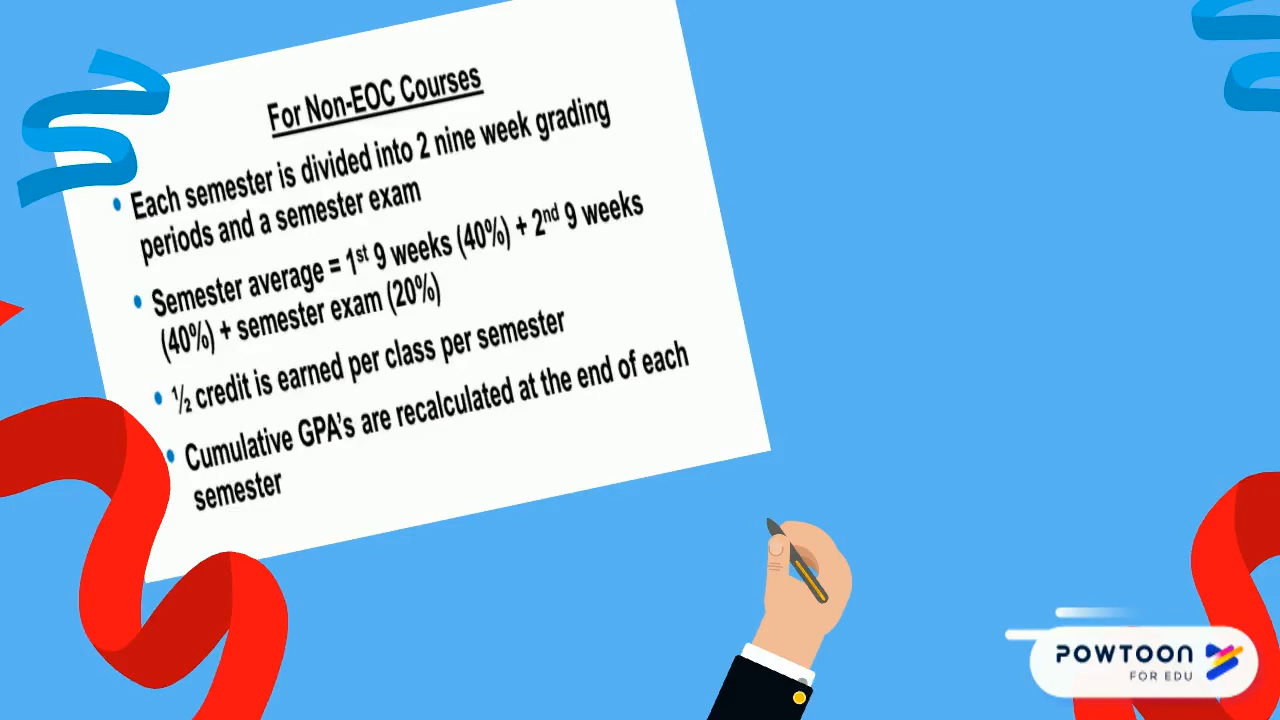 For Non-EOC Courses
• Each semester is divided into 2 nine week grading
periods and a semester exam
• Semester average = 1st 9 weeks (40%) + 2nd 9 weeks
(40%) + semester exam (20%)
• ½ credit is earned per class per semester
• Cumulative GPA's are recalculated at the end of each
semester
POWTOON
FOR EDU